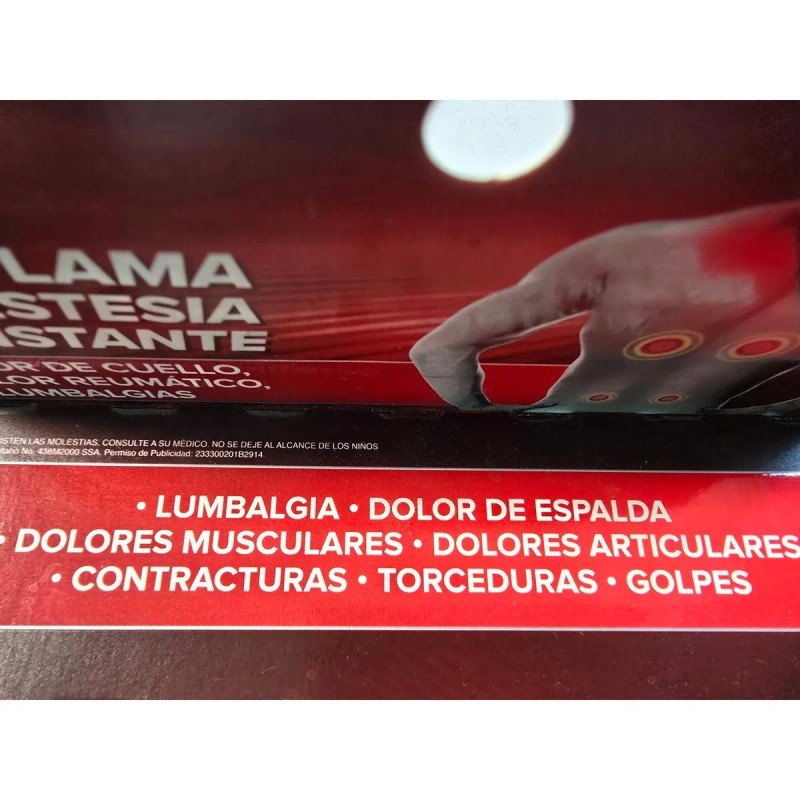 LAMA
STESIA
STANTE
OR DE CUELLO,
LOR REUMÁTICO,
LUMBALGIAS
ISTEN LAS MOLESTIAS, CONSULTE A SU MÉDICO. NO SE DEJE AL ALCANCE DE LOS NIÑOS
No. 438M2000 SSA. Permiso de Publicidad: 233300201B2914.
• LUMBALGIA • DOLOR DE ESPALDA
• DOLORES MUSCULARES • DOLORES ARTICULARES
• CONTRACTURAS • TORCEDURAS • GOLPES